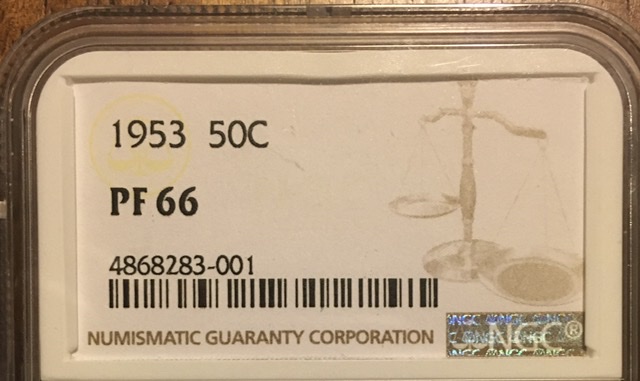 1953 50C
PF 66
4868283-001
NUMISMATIC GUARANTY CORPORATION
NGC®